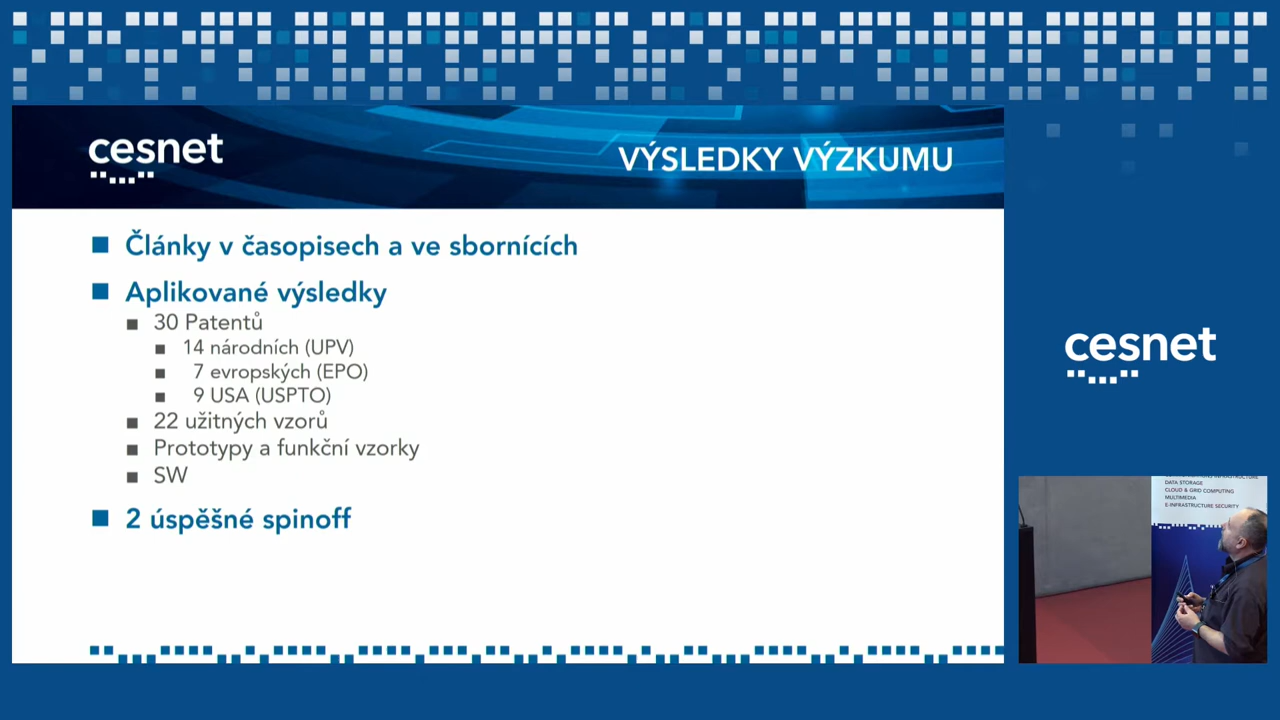 cesnet
VÝSLEDKY VÝZKUMU
Články v časopisech a ve sbornících
Aplikované výsledky
30 Patentů
14 národních (UPV)
7 evropských (EPO)
9 USA (USPTO)
22 užitných vzorů
Prototypy a funkční vzorky
SW
2 úspěšné spinoff
cesnet
DATA STORAGE
CLOUD & GRID COMPUTING
MULTIMEDIA
E-INFRASTRUCTURE SECURITY